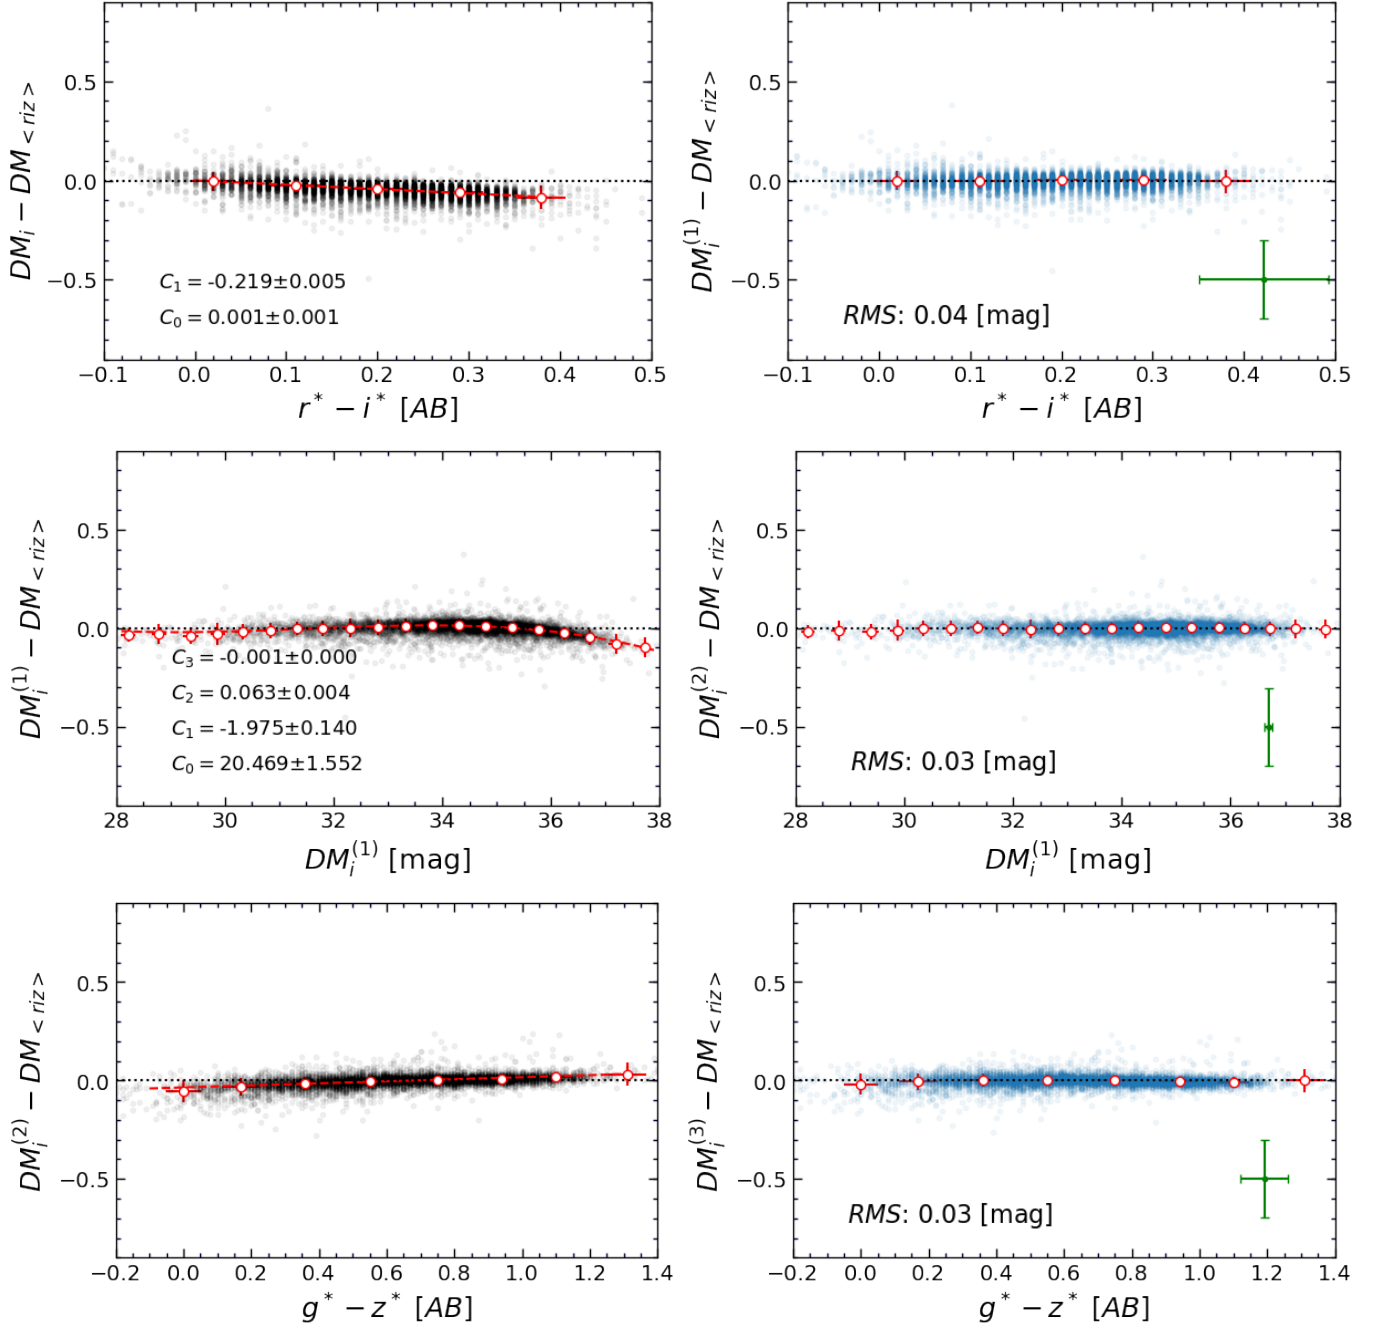 DM_i − DM_<riz>
0.5
0.0
−0.5
C_1 = -0.219±0.005
C_0 = 0.001±0.001
−0.1 0.0 0.1 0.2 0.3 0.4 0.5
r* − i* [AB]
DM_i^(1) − DM_<riz>
0.5
0.0
−0.5
RMS: 0.04 [mag]
−0.1 0.0 0.1 0.2 0.3 0.4 0.5
r* − i* [AB]
DM_i^(1) − DM_<riz>
0.5
0.0
−0.5
C_3 = -0.001±0.000
C_2 = 0.063±0.004
C_1 = -1.975±0.140
C_0 = 20.469±1.552
28 30 32 34 36 38
DM_i^(1) [mag]
DM_i^(2) − DM_<riz>
0.5
0.0
−0.5
RMS: 0.03 [mag]
28 30 32 34 36 38
DM_i^(1) [mag]
DM_i^(2) − DM_<riz>
0.5
0.0
−0.5
−0.2 0.0 0.2 0.4 0.6 0.8 1.0 1.2 1.4
g* − z* [AB]
DM_i^(3) − DM_<riz>
0.5
0.0
−0.5
RMS: 0.03 [mag]
−0.2 0.0 0.2 0.4 0.6 0.8 1.0 1.2 1.4
g* − z* [AB]